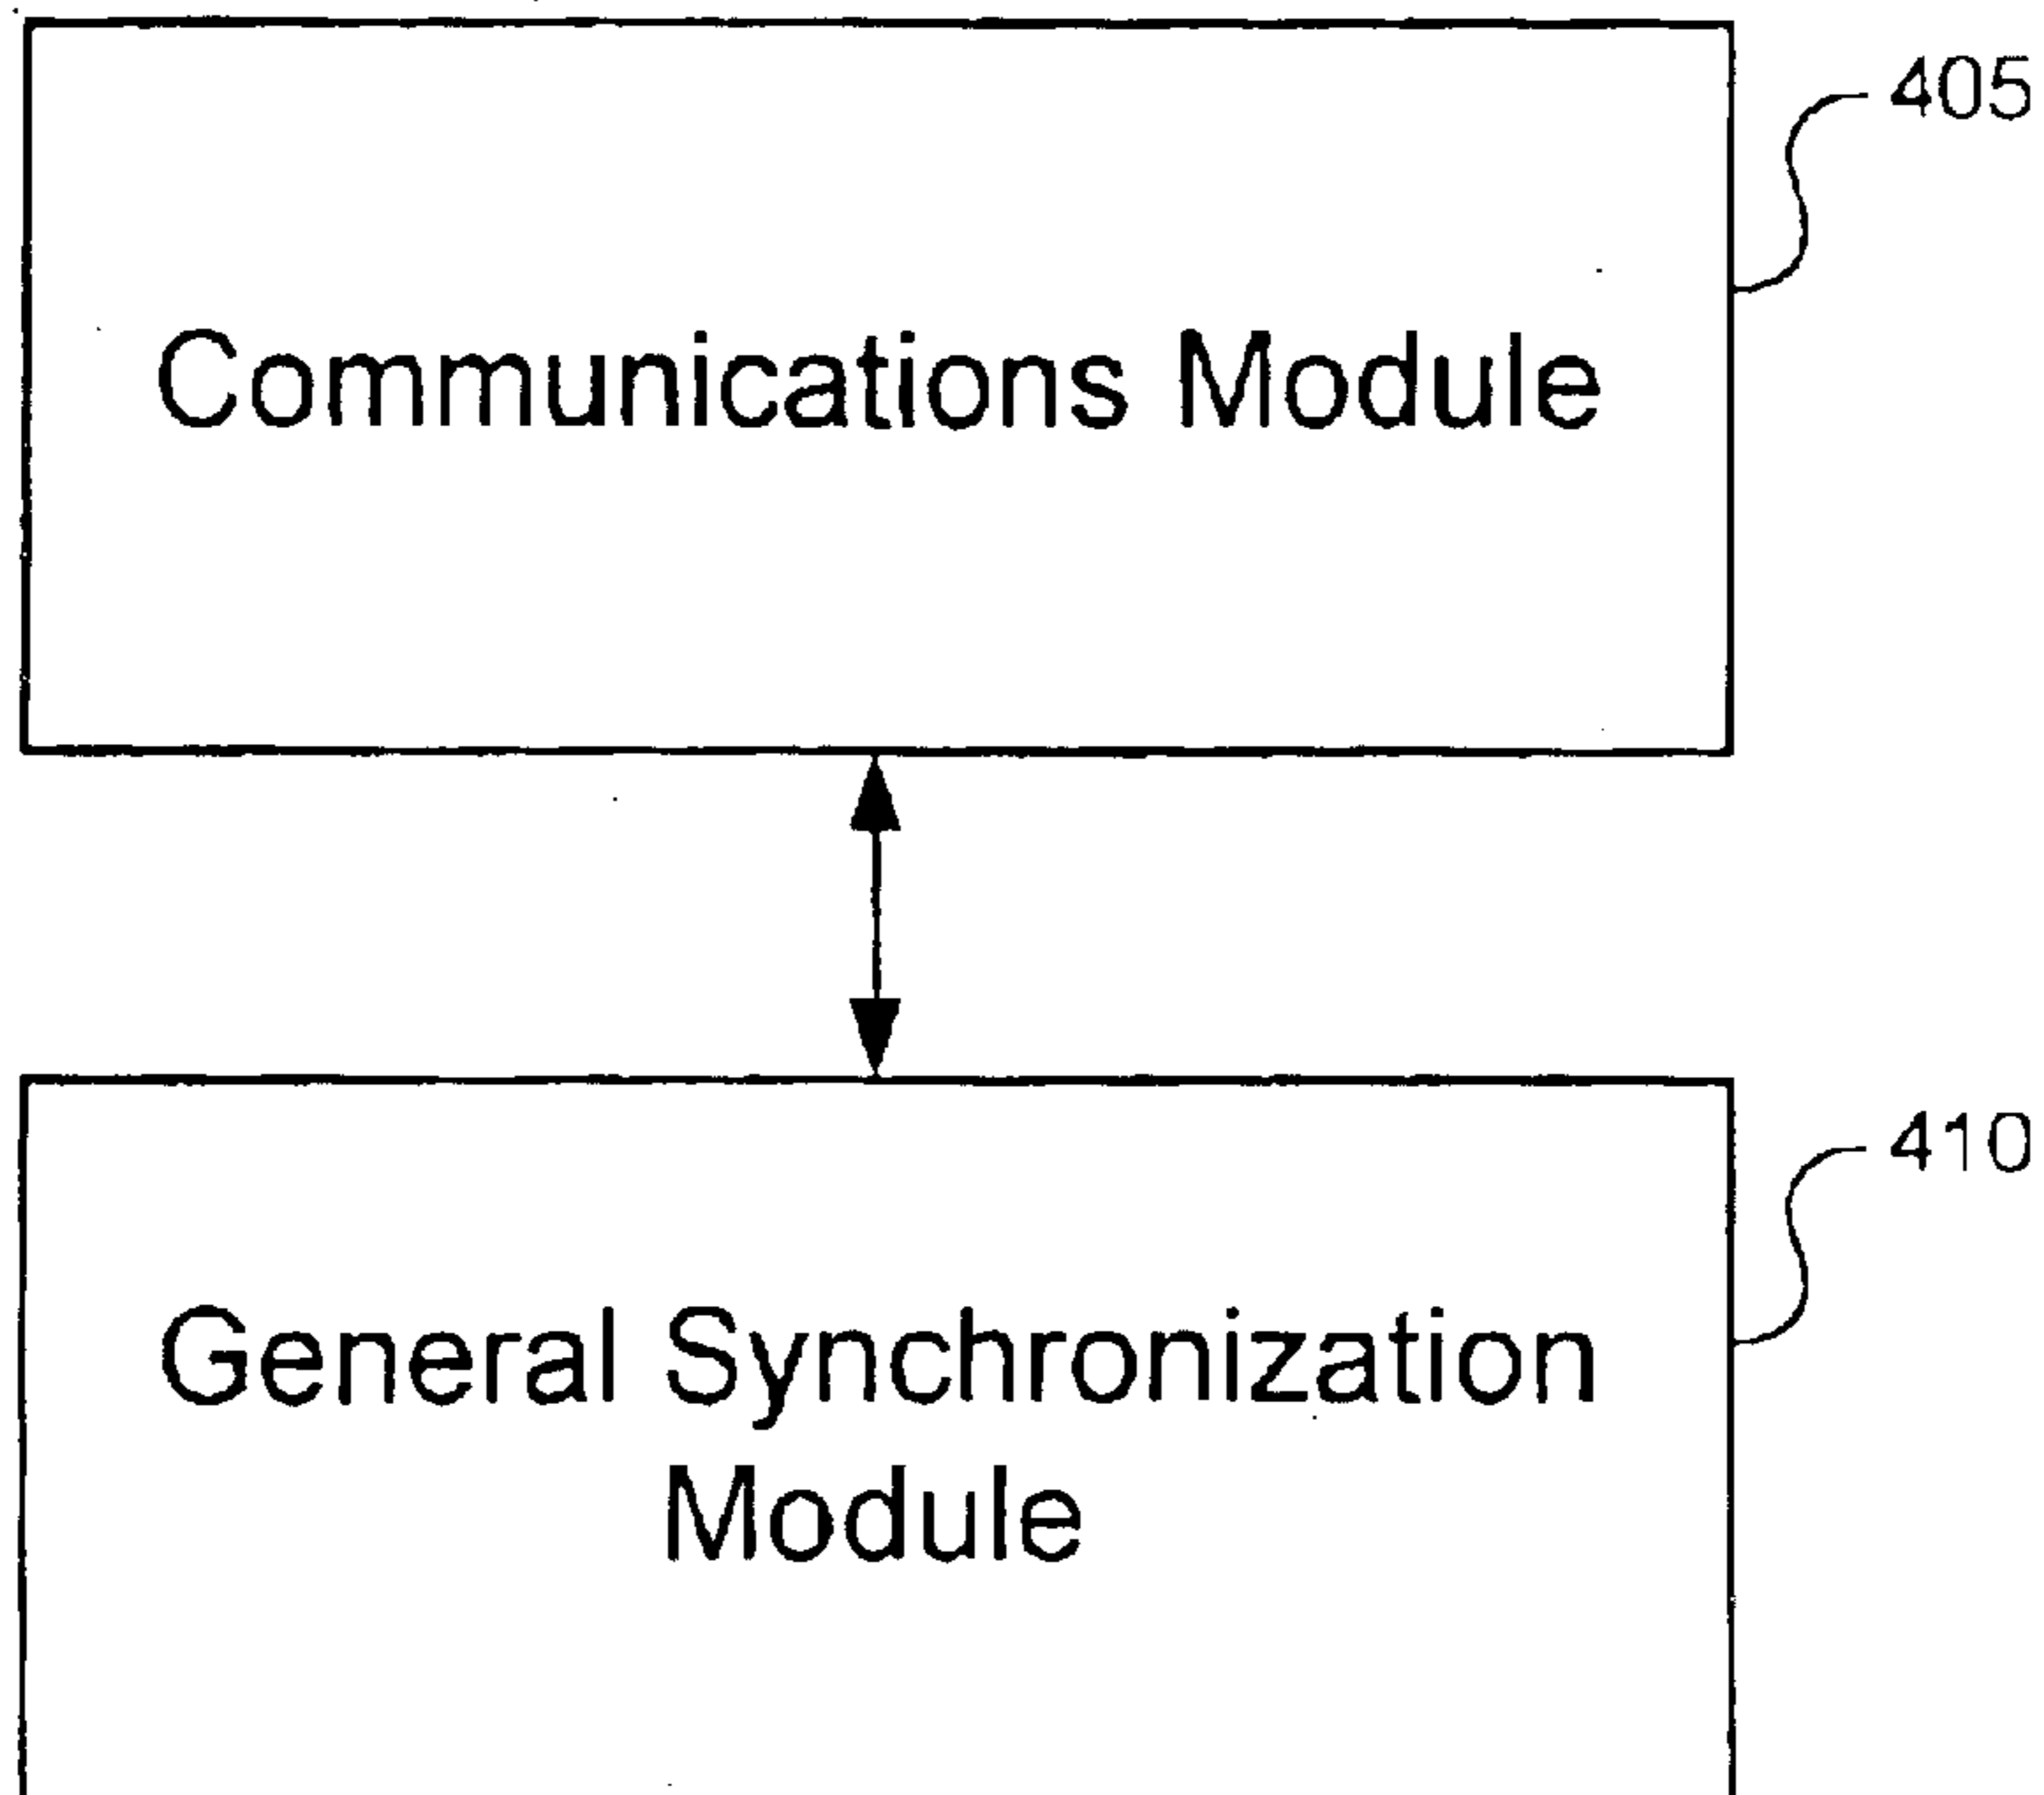 405
Communications Module
410
General Synchronization
Module